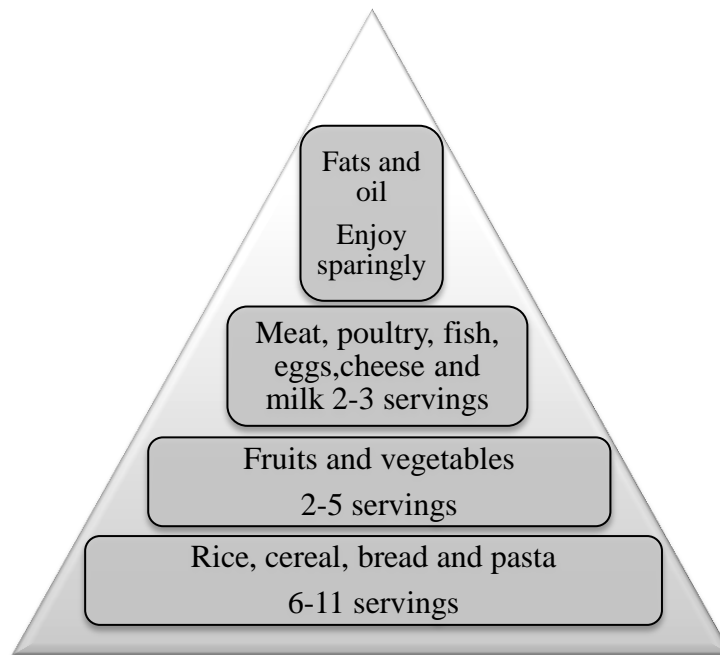 Fats and
oil
Enjoy
sparingly
Meat, poultry, fish,
eggs,cheese and
milk 2-3 servings
Fruits and vegetables
2-5 servings
Rice, cereal, bread and pasta
6-11 servings